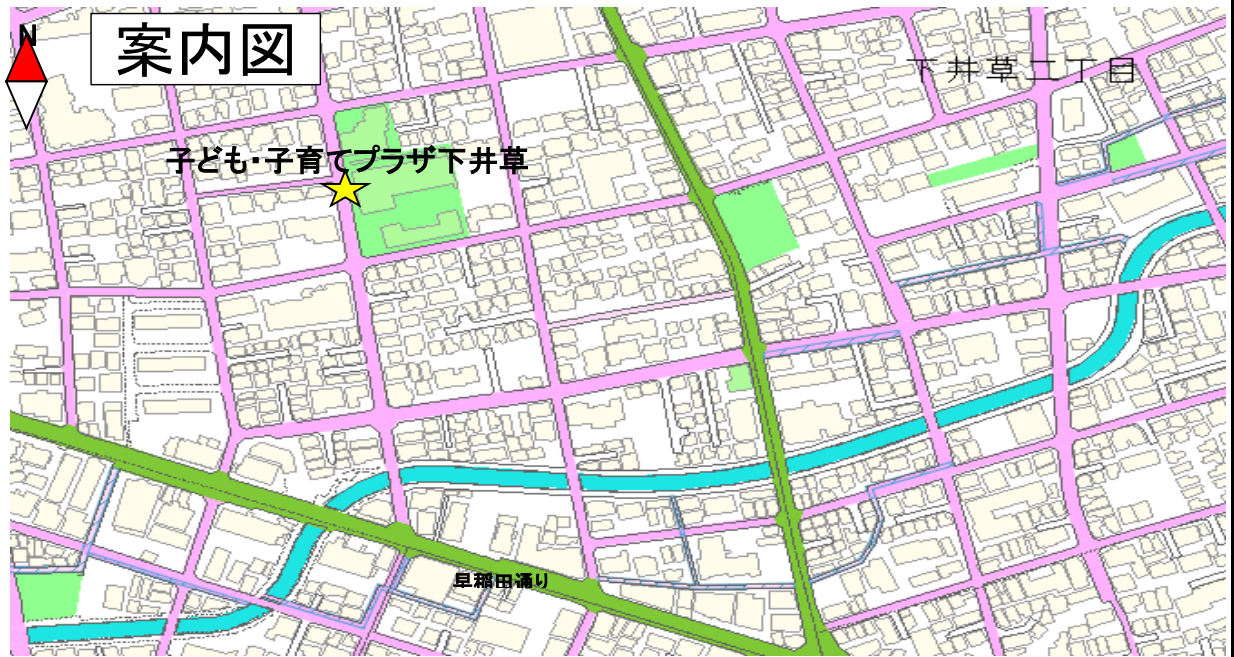 N
案内図
下井草二丁目
子ども・子育てプラザ下井草
早稲田通り